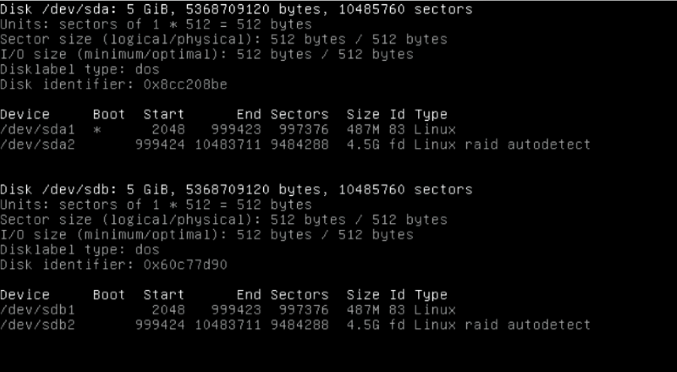 Disk /dev/sda: 5 GiB, 5368709120 bytes, 10485760 sectors
Units: sectors of 1 * 512 = 512 bytes
Sector size (logical/physical): 512 bytes / 512 bytes
I/O size (minimum/optimal): 512 bytes / 512 bytes
Disklabel type: dos
Disk identifier: 0x8cc208be
Device     Boot  Start      End Sectors  Size Id Type
/dev/sda1  *      2048   999423  997376  487M 83 Linux
/dev/sda2       999424 10483711 9484288  4.5G fd Linux raid autodetect
Disk /dev/sdb: 5 GiB, 5368709120 bytes, 10485760 sectors
Units: sectors of 1 * 512 = 512 bytes
Sector size (logical/physical): 512 bytes / 512 bytes
I/O size (minimum/optimal): 512 bytes / 512 bytes
Disklabel type: dos
Disk identifier: 0x60c77d90
Device     Boot  Start      End Sectors  Size Id Type
/dev/sdb1         2048   999423  997376  487M 83 Linux
/dev/sdb2       999424 10483711 9484288  4.5G fd Linux raid autodetect